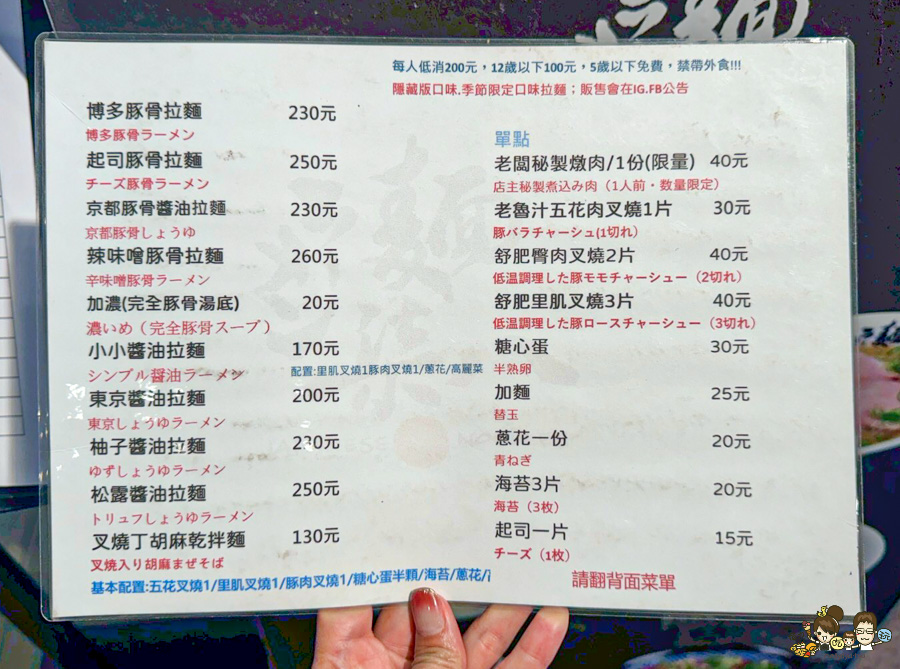 每人低消200元，12歲以下100元，5歲以下免費，禁帶外食!!!
隱藏版口味.季節限定口味拉麵；販售會在IG.FB公告
博多豚骨拉麵 230元
博多豚骨ラーメン
起司豚骨拉麵 250元
チーズ豚骨ラーメン
京都豚骨醬油拉麵 230元
京都豚骨しょうゆ
辣味噌豚骨拉麵 260元
辛味噌豚骨ラーメン
加濃(完全豚骨湯底) 20元
濃いめ（完全豚骨スープ）
小小醬油拉麵 170元
シンプル醤油ラーメン
配置:里肌叉燒1豚肉叉燒1/蔥花/高麗菜
東京醬油拉麵 200元
東京しょうゆラーメン
柚子醬油拉麵 230元
ゆずしょうゆラーメン
松露醬油拉麵 250元
トリュフしょうゆラーメン
叉燒丁胡麻乾拌麵 130元
叉焼入り胡麻まぜそば
基本配置:五花叉燒1/里肌叉燒1/豚肉叉燒1/糖心蛋半顆/海苔/蔥花/
單點
老闆秘製燉肉/1份(限量) 40元
店主秘製煮込み肉（1人前・数量限定）
老魯汁五花肉叉燒1片 30元
豚バラチャーシュ(1切れ)
舒肥臀肉叉燒2片 40元
低温調理した豚モモチャーシュー（2切れ）
舒肥里肌叉燒3片 40元
低温調理した豚ロースチャーシュー（3切れ）
糖心蛋 30元
半熟卵
加麵 25元
替玉
蔥花一份 20元
青ねぎ
海苔3片 20元
海苔（3枚）
起司一片 15元
チーズ（1枚）
請翻背面菜單